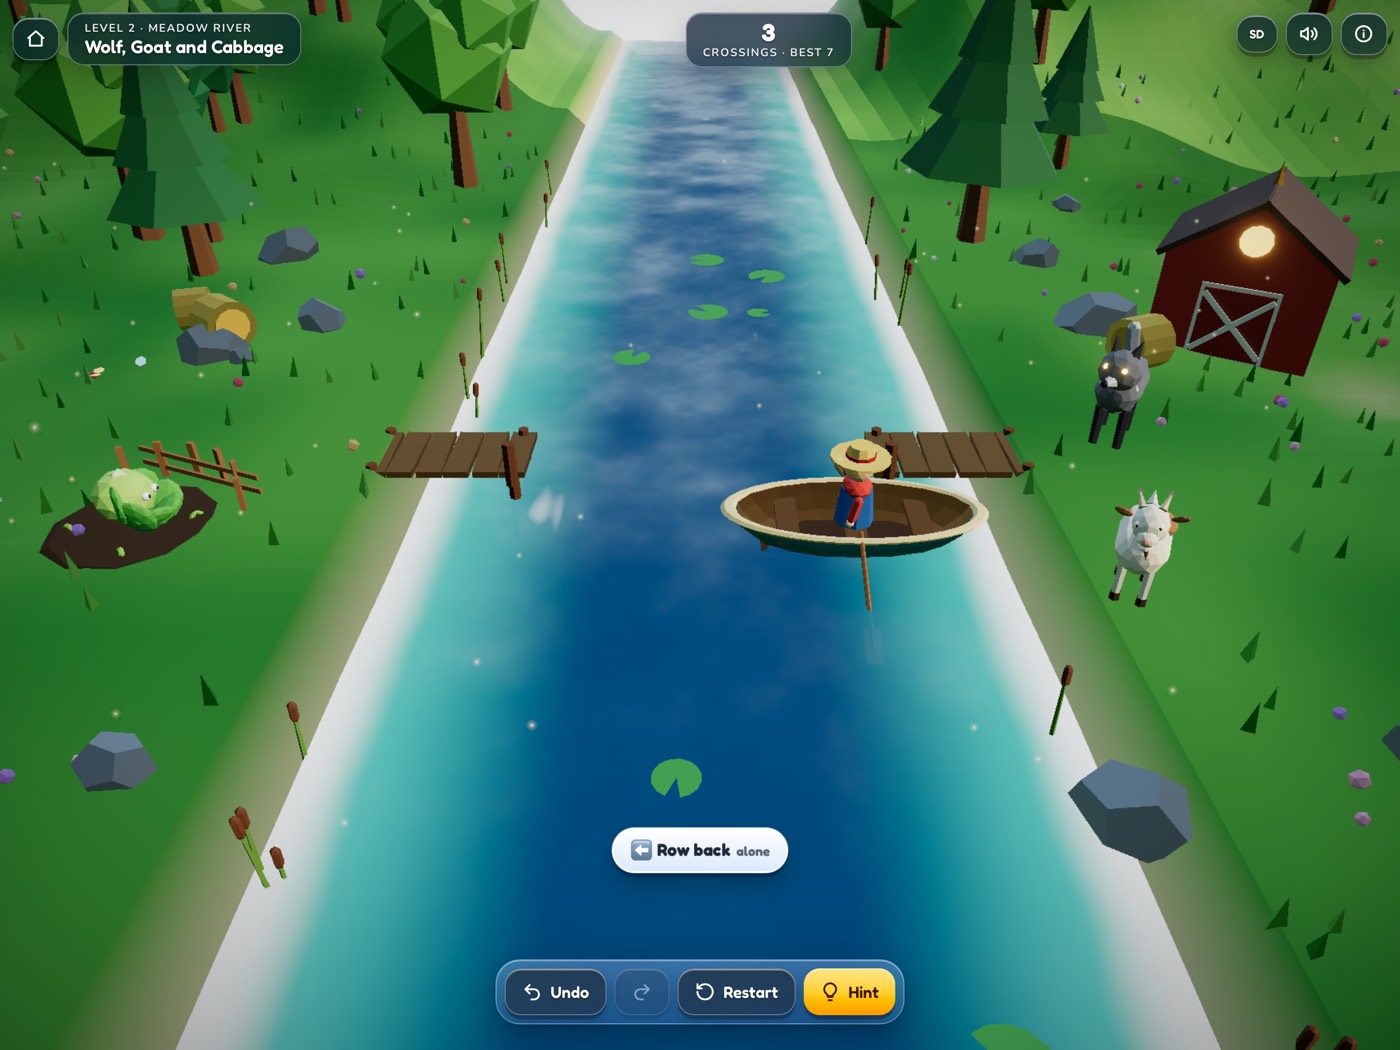 LEVEL 2 · MEADOW RIVER
Wolf, Goat and Cabbage
3
CROSSINGS · BEST 7
SD
Row back alone
Undo
Restart
Hint